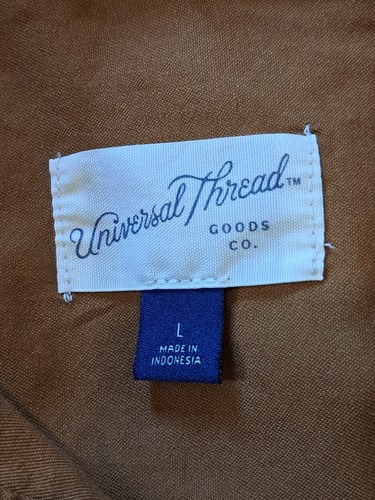 Universal Thread™
GOODS
CO.
L
MADE IN
INDONESIA